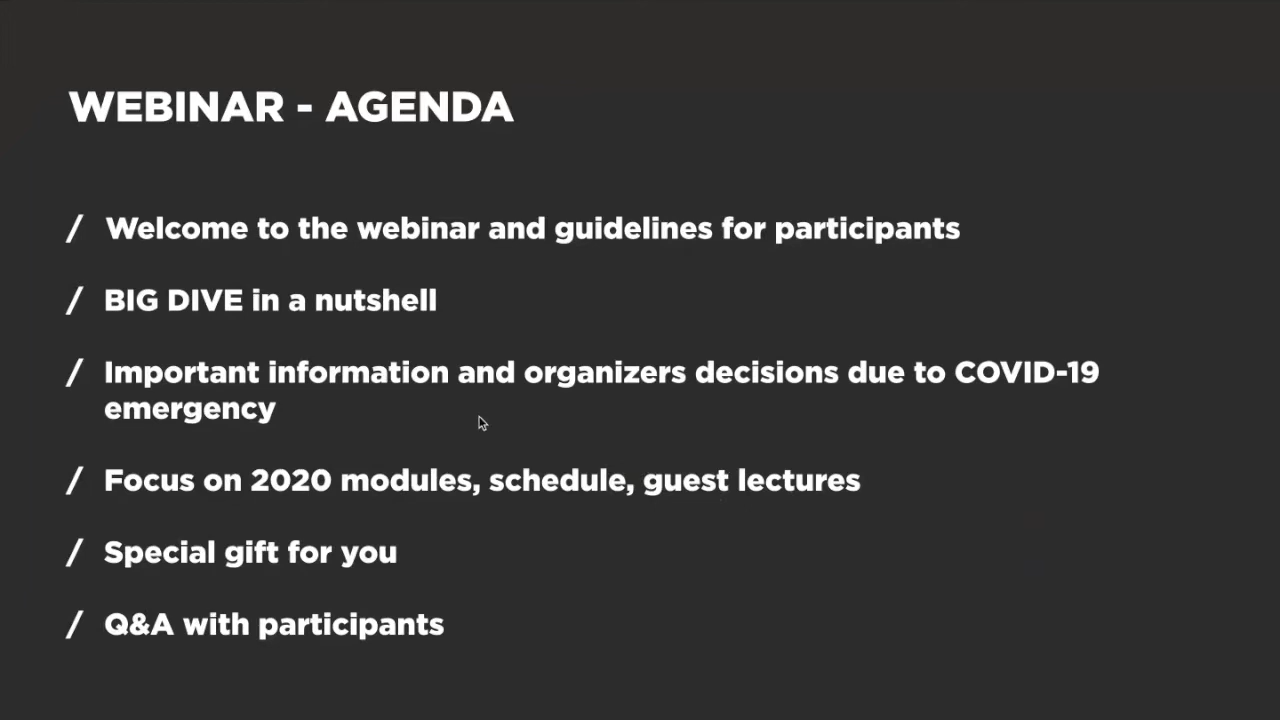 WEBINAR - AGENDA
/ Welcome to the webinar and guidelines for participants
/ BIG DIVE in a nutshell
/ Important information and organizers decisions due to COVID-19
emergency
/ Focus on 2020 modules, schedule, guest lectures
/ Special gift for you
/ Q&A with participants